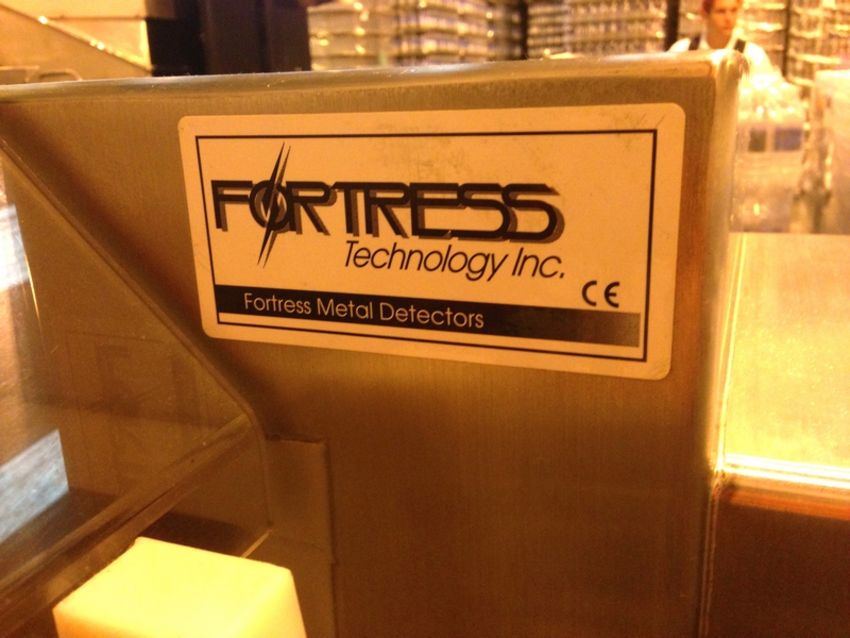 FORTRESS
Technology Inc.
CE
Fortress Metal Detectors